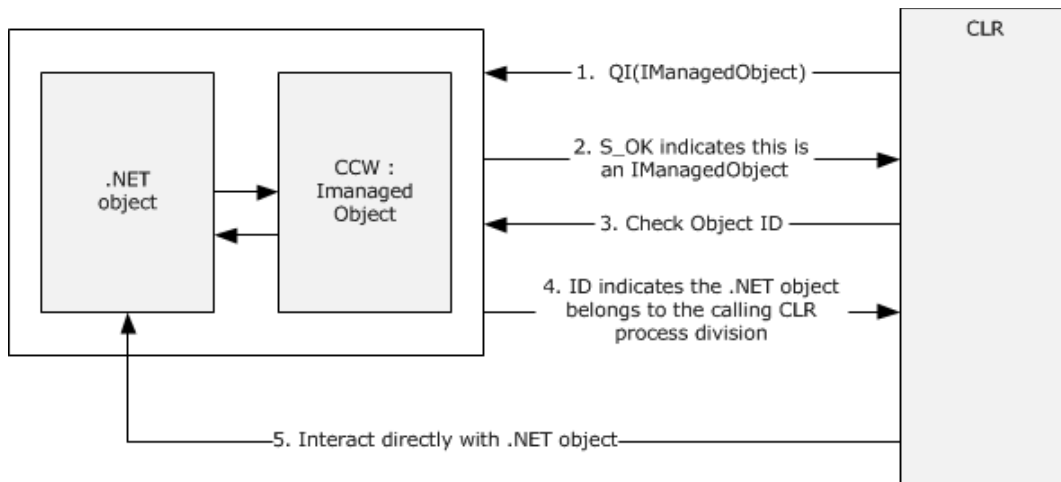 CLR
1. QI(IManagedObject)
2. S_OK indicates this is
an IManagedObject
.NET
object
CCW :
Imanaged
Object
3. Check Object ID
4. ID indicates the .NET object
belongs to the calling CLR
process division
5. Interact directly with .NET object